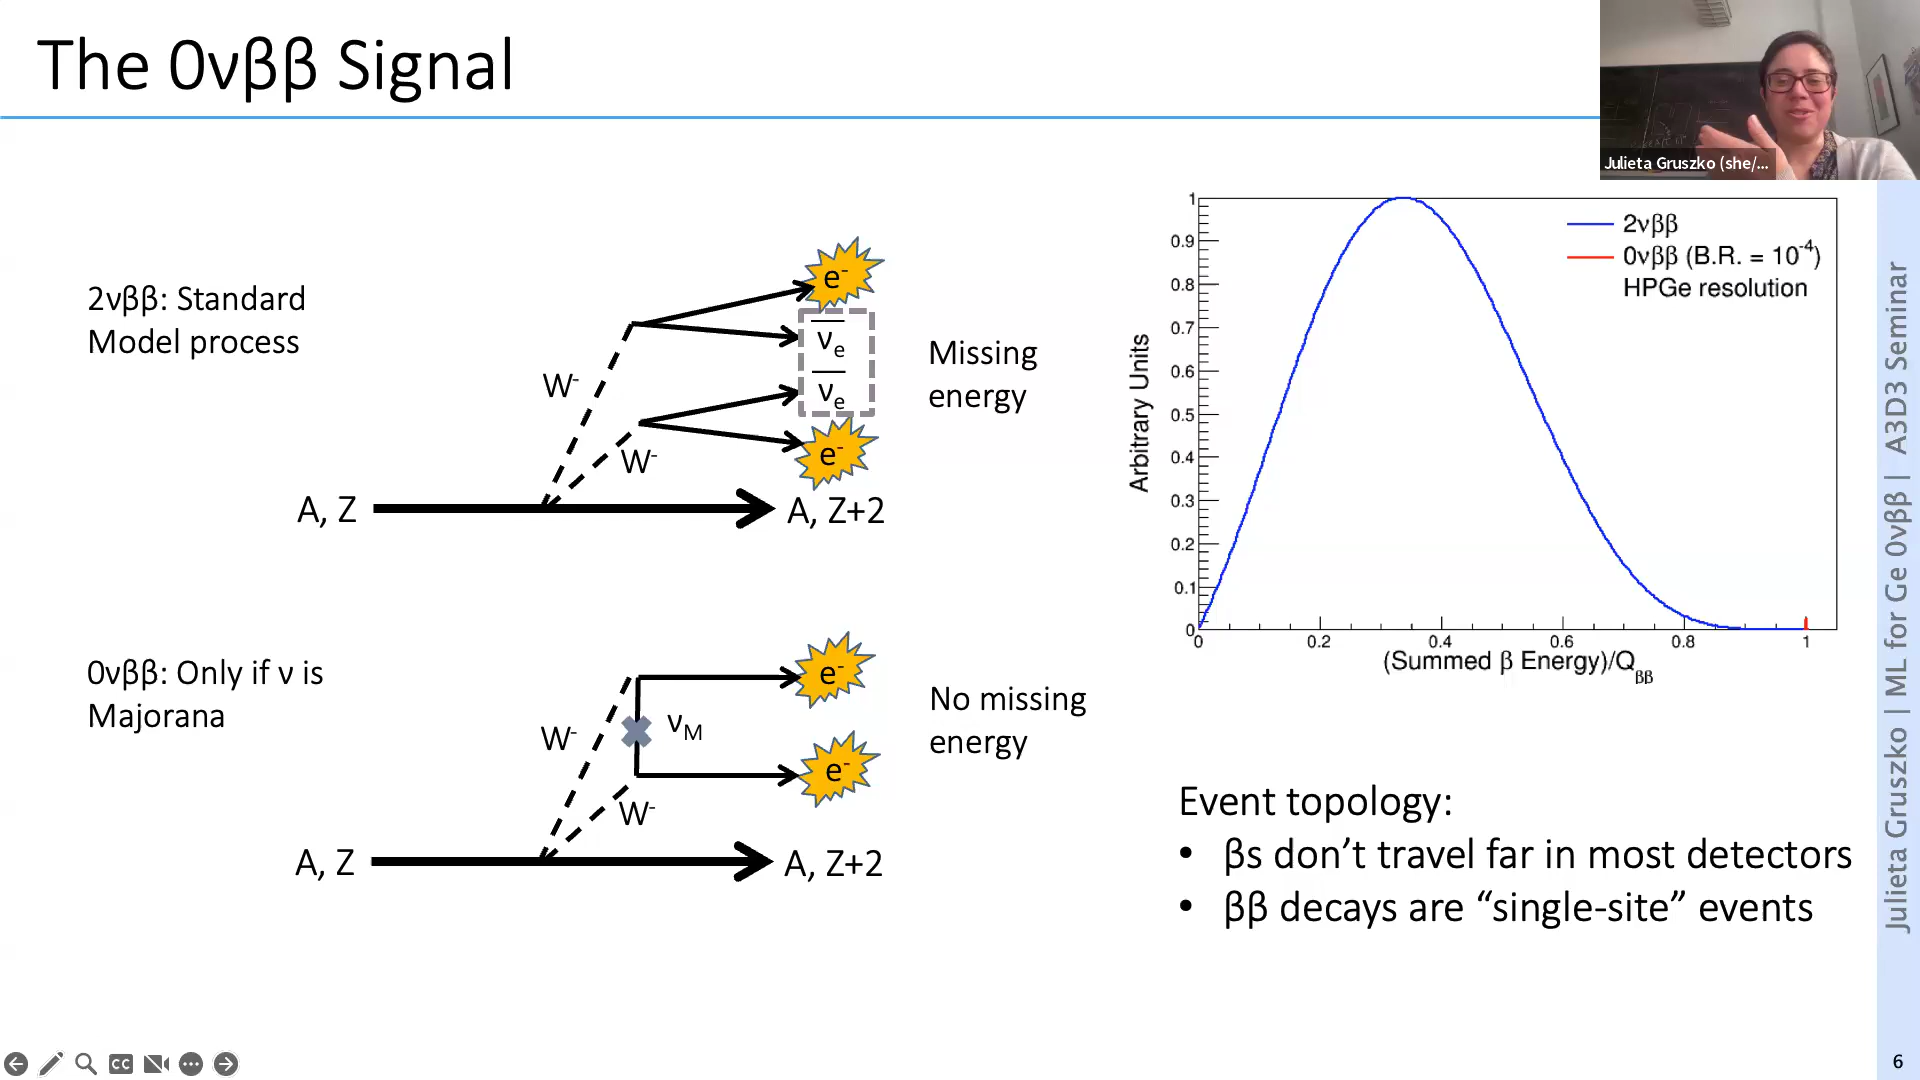 The 0νββ Signal
Julieta Gruszko (she/...
2νββ: Standard
Model process
W-
W-
e-
ν̅e
ν̅e
e-
Missing
energy
A, Z
A, Z+2
0νββ: Only if ν is
Majorana
W-
W-
νM
e-
e-
No missing
energy
A, Z
A, Z+2
2νββ
0νββ (B.R. = 10-4)
HPGe resolution
Arbitrary Units
1
0.9
0.8
0.7
0.6
0.5
0.4
0.3
0.2
0.1
0
0 0.2 0.4 0.6 0.8 1
(Summed β Energy)/Qββ
Event topology:
• βs don’t travel far in most detectors
• ββ decays are “single-site” events
Julieta Gruszko | ML for Ge 0νββ | A3D3 Seminar
CC
6